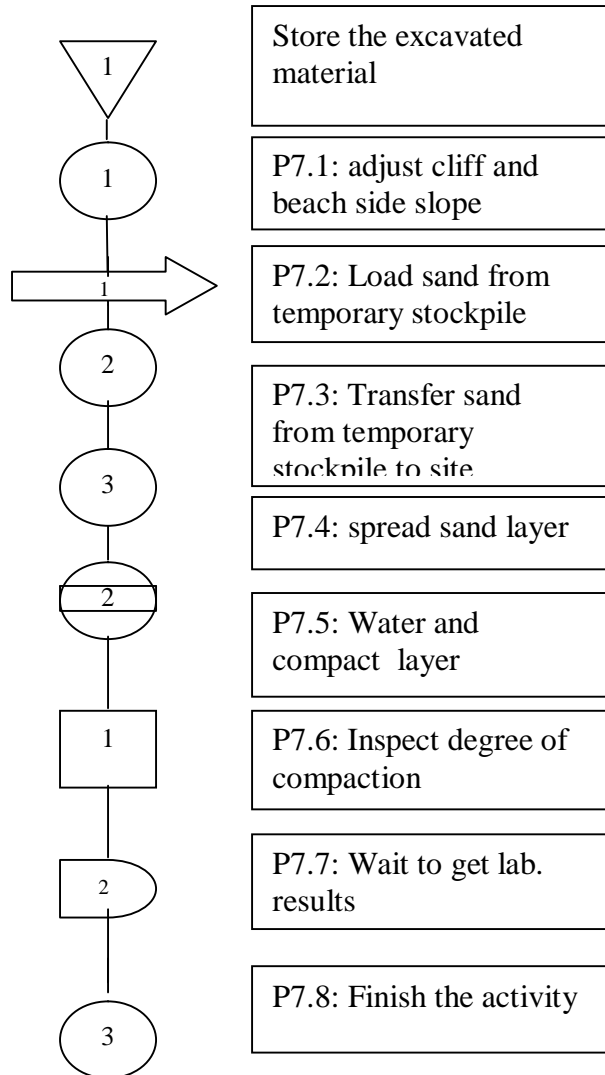 1
Store the excavated
material
1
P7.1: adjust cliff and
beach side slope
1
P7.2: Load sand from
temporary stockpile
2
P7.3: Transfer sand
from temporary
stockpile to site
3
P7.4: spread sand layer
2
P7.5: Water and
compact layer
1
P7.6: Inspect degree of
compaction
2
P7.7: Wait to get lab.
results
3
P7.8: Finish the activity